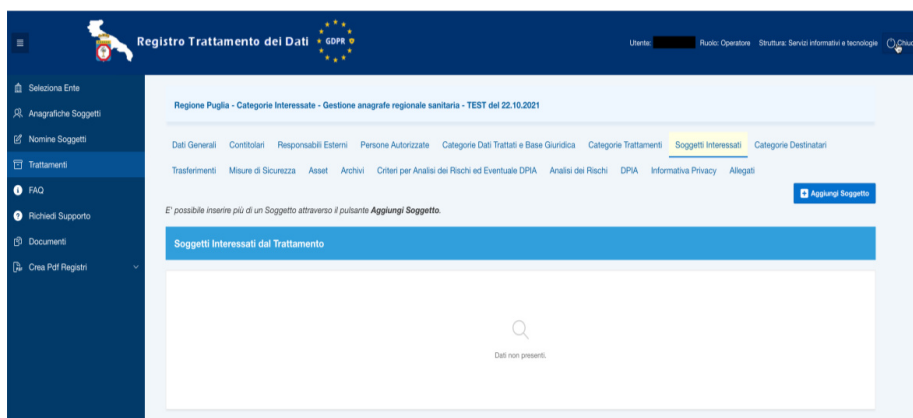 Registro Trattamento dei Dati GDPR
Utente: Ruolo: Operatore Struttura: Servizi informativi e tecnologie
Seleziona Ente
Anagrafiche Soggetti
Nomine Soggetti
Trattamenti
FAQ
Richiedi Supporto
Documenti
Crea Pdf Registri
Regione Puglia - Categorie Interessate - Gestione anagrafe regionale sanitaria - TEST del 22.10.2021
Dati Generali Contitolari Responsabili Esterni Persone Autorizzate Categorie Dati Trattati e Base Giuridica Categorie Trattamenti Soggetti Interessati Categorie Destinatari
Trasferimenti Misure di Sicurezza Asset Archivi Criteri per Analisi dei Rischi ed Eventuale DPIA Analisi dei Rischi DPIA Informativa Privacy Allegati
Aggiungi Soggetto
E' possibile inserire più di un Soggetto attraverso il pulsante Aggiungi Soggetto.
Soggetti Interessati dal Trattamento
Dati non presenti.